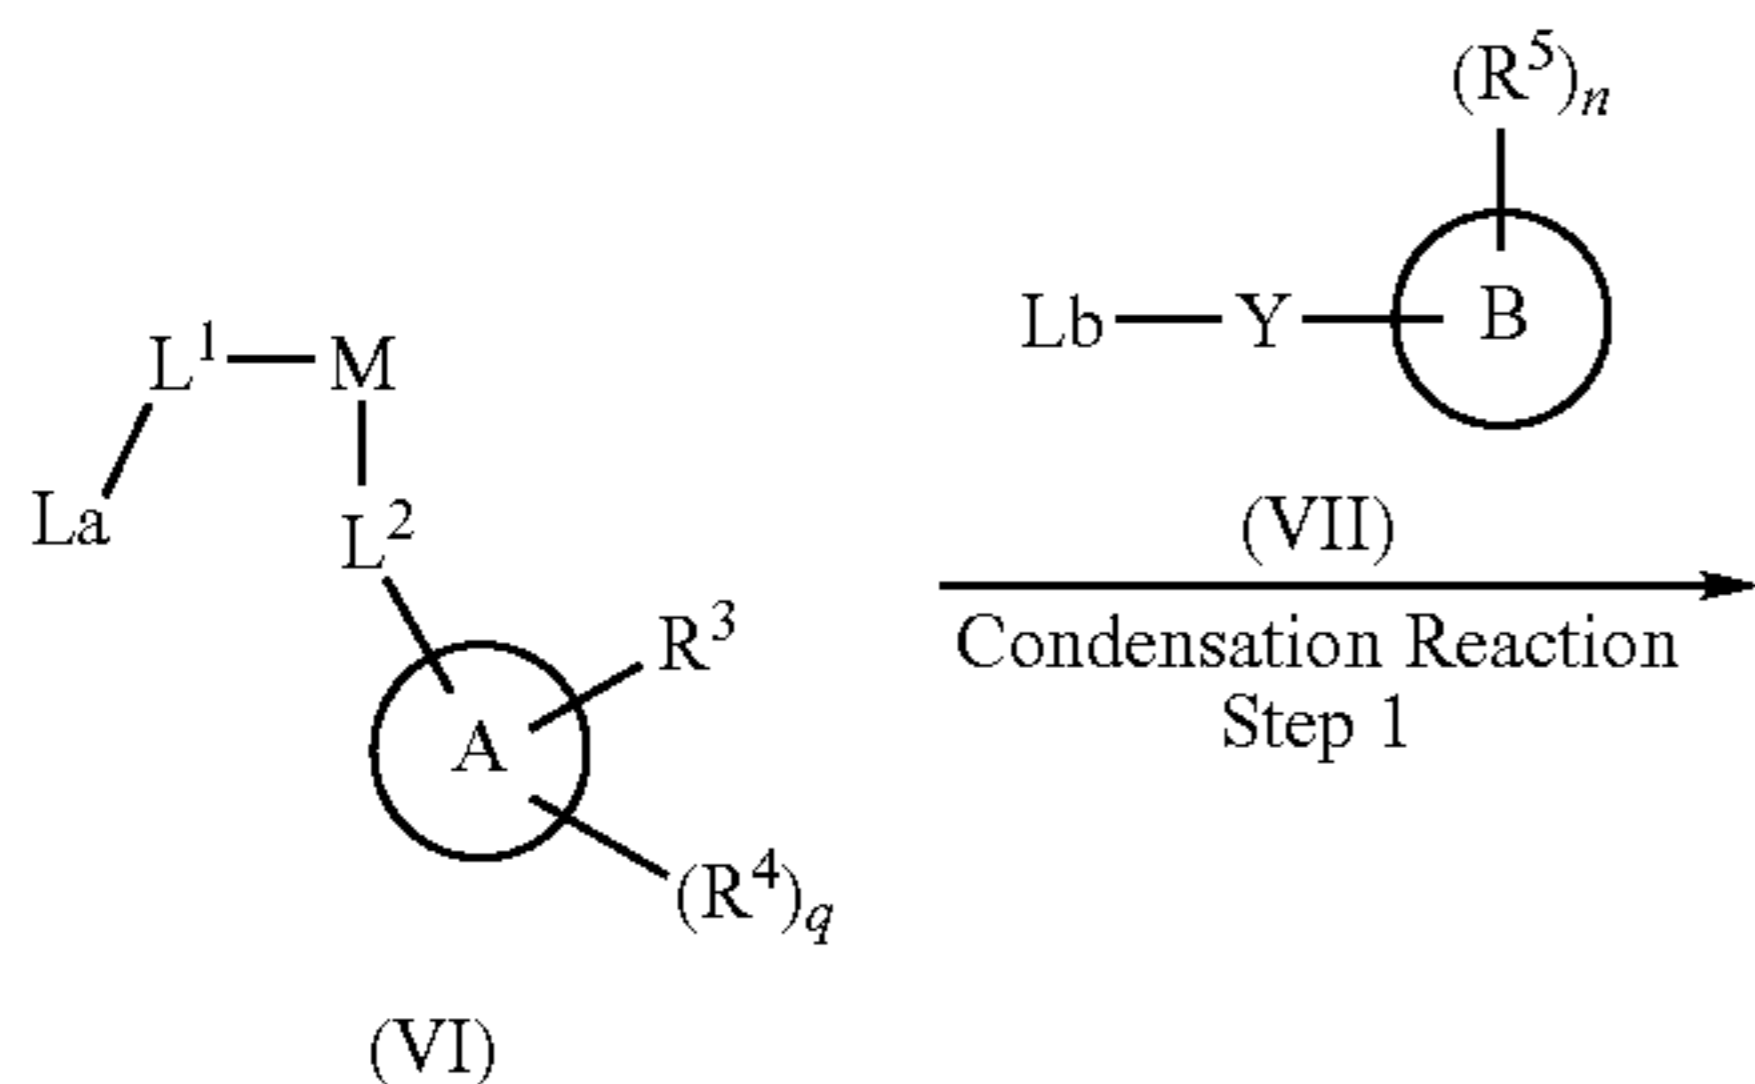 (R⁵)ₙ
Lb—Y—B
(VII)
L¹—M
La
L²
R³
A
(R⁴)q
(VI)
Condensation Reaction
Step 1